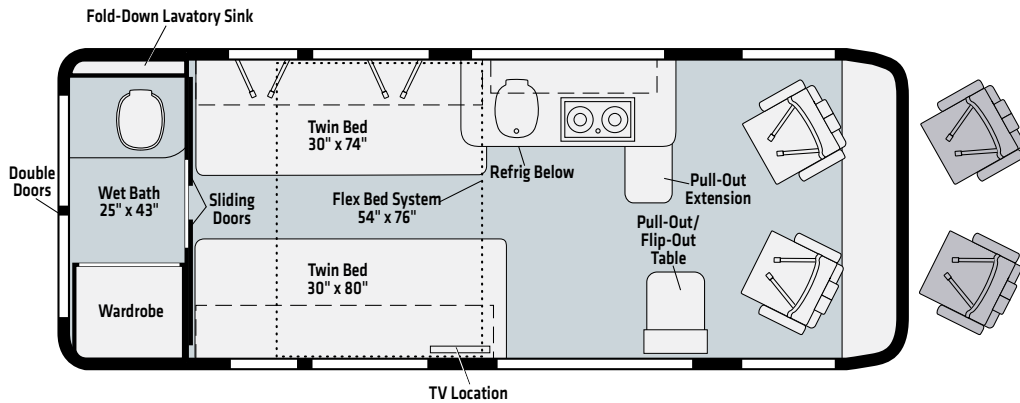 Fold-Down Lavatory Sink
Twin Bed
30" x 74"
Refrig Below
Double
Doors
Wet Bath
25" x 43"
Sliding
Doors
Flex Bed System
54" x 76"
Pull-Out
Extension
Pull-Out/
Flip-Out
Table
Twin Bed
30" x 80"
Wardrobe
TV Location